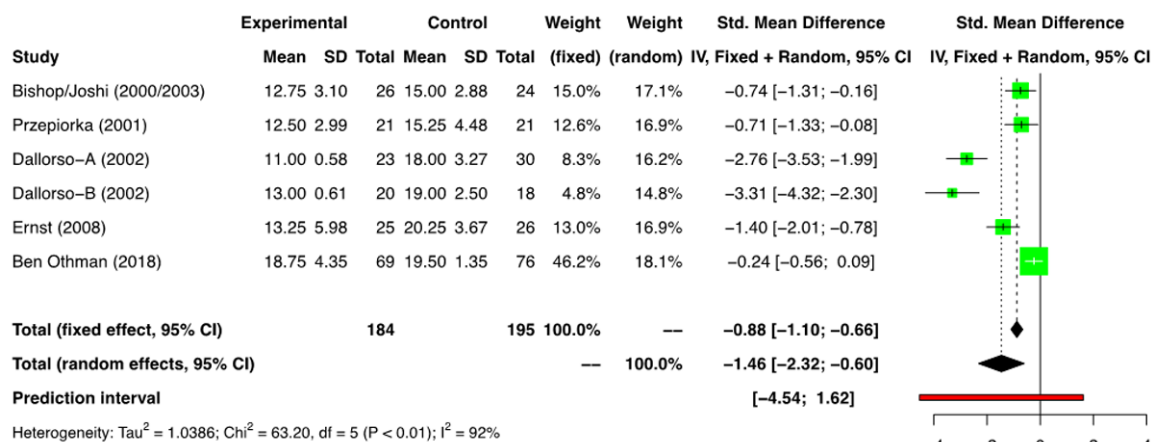 Experimental Control Weight Weight Std. Mean Difference Std. Mean Difference
Study Mean SD Total Mean SD Total (fixed) (random) IV, Fixed + Random, 95% CI IV, Fixed + Random, 95% CI
Bishop/Joshi (2000/2003) 12.75 3.10 26 15.00 2.88 24 15.0% 17.1% −0.74 [−1.31; −0.16]
Przepiorka (2001) 12.50 2.99 21 15.25 4.48 21 12.6% 16.9% −0.71 [−1.33; −0.08]
Dallorso−A (2002) 11.00 0.58 23 18.00 3.27 30 8.3% 16.2% −2.76 [−3.53; −1.99]
Dallorso−B (2002) 13.00 0.61 20 19.00 2.50 18 4.8% 14.8% −3.31 [−4.32; −2.30]
Ernst (2008) 13.25 5.98 25 20.25 3.67 26 13.0% 16.9% −1.40 [−2.01; −0.78]
Ben Othman (2018) 18.75 4.35 69 19.50 1.35 76 46.2% 18.1% −0.24 [−0.56; 0.09]
Total (fixed effect, 95% CI) 184 195 100.0% −− −0.88 [−1.10; −0.66]
Total (random effects, 95% CI) −− 100.0% −1.46 [−2.32; −0.60]
Prediction interval [−4.54; 1.62]
Heterogeneity: Tau² = 1.0386; Chi² = 63.20, df = 5 (P < 0.01); I² = 92%